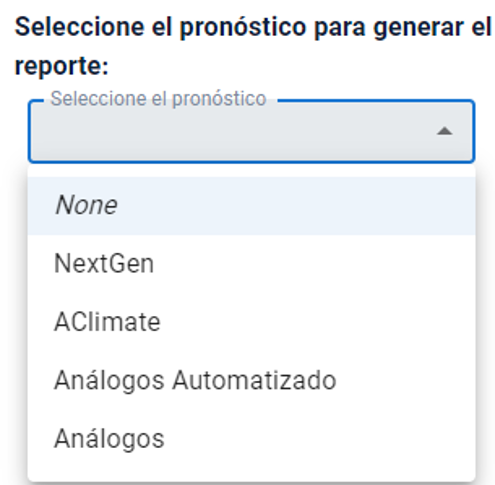 Seleccione el pronóstico para generar el
reporte:
Seleccione el pronóstico
None
NextGen
AClimate
Análogos Automatizado
Análogos